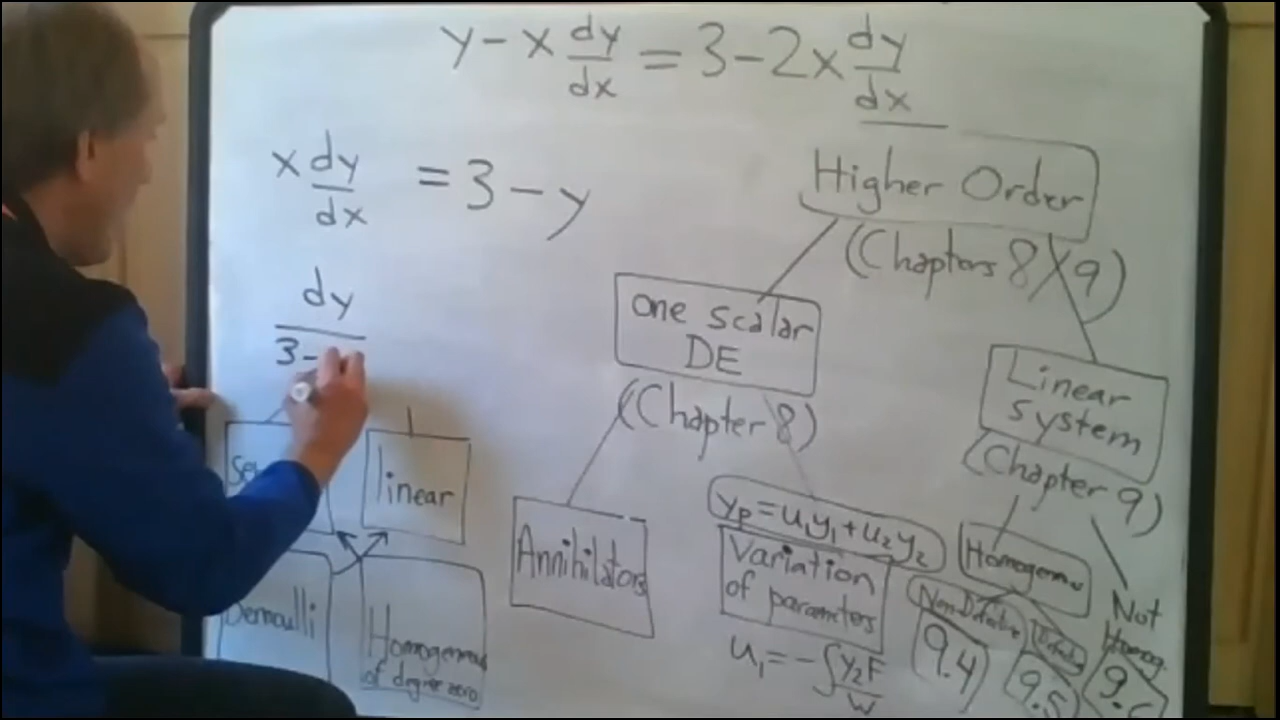 y - x dy/dx = 3 - 2x dy/dx
x dy/dx = 3 - y
dy
3 -
Higher Order
(Chapters 8 & 9)
one scalar
DE
(Chapter 8)
Linear
system
(Chapter 9)
linear
Homogeneous
of degree zero
Annihilators
yp = u1y1 + u2y2
Variation
of parameters
u1 = -∫ y2F/W
Homogeneous
9.4
9.5
Not
Homog.